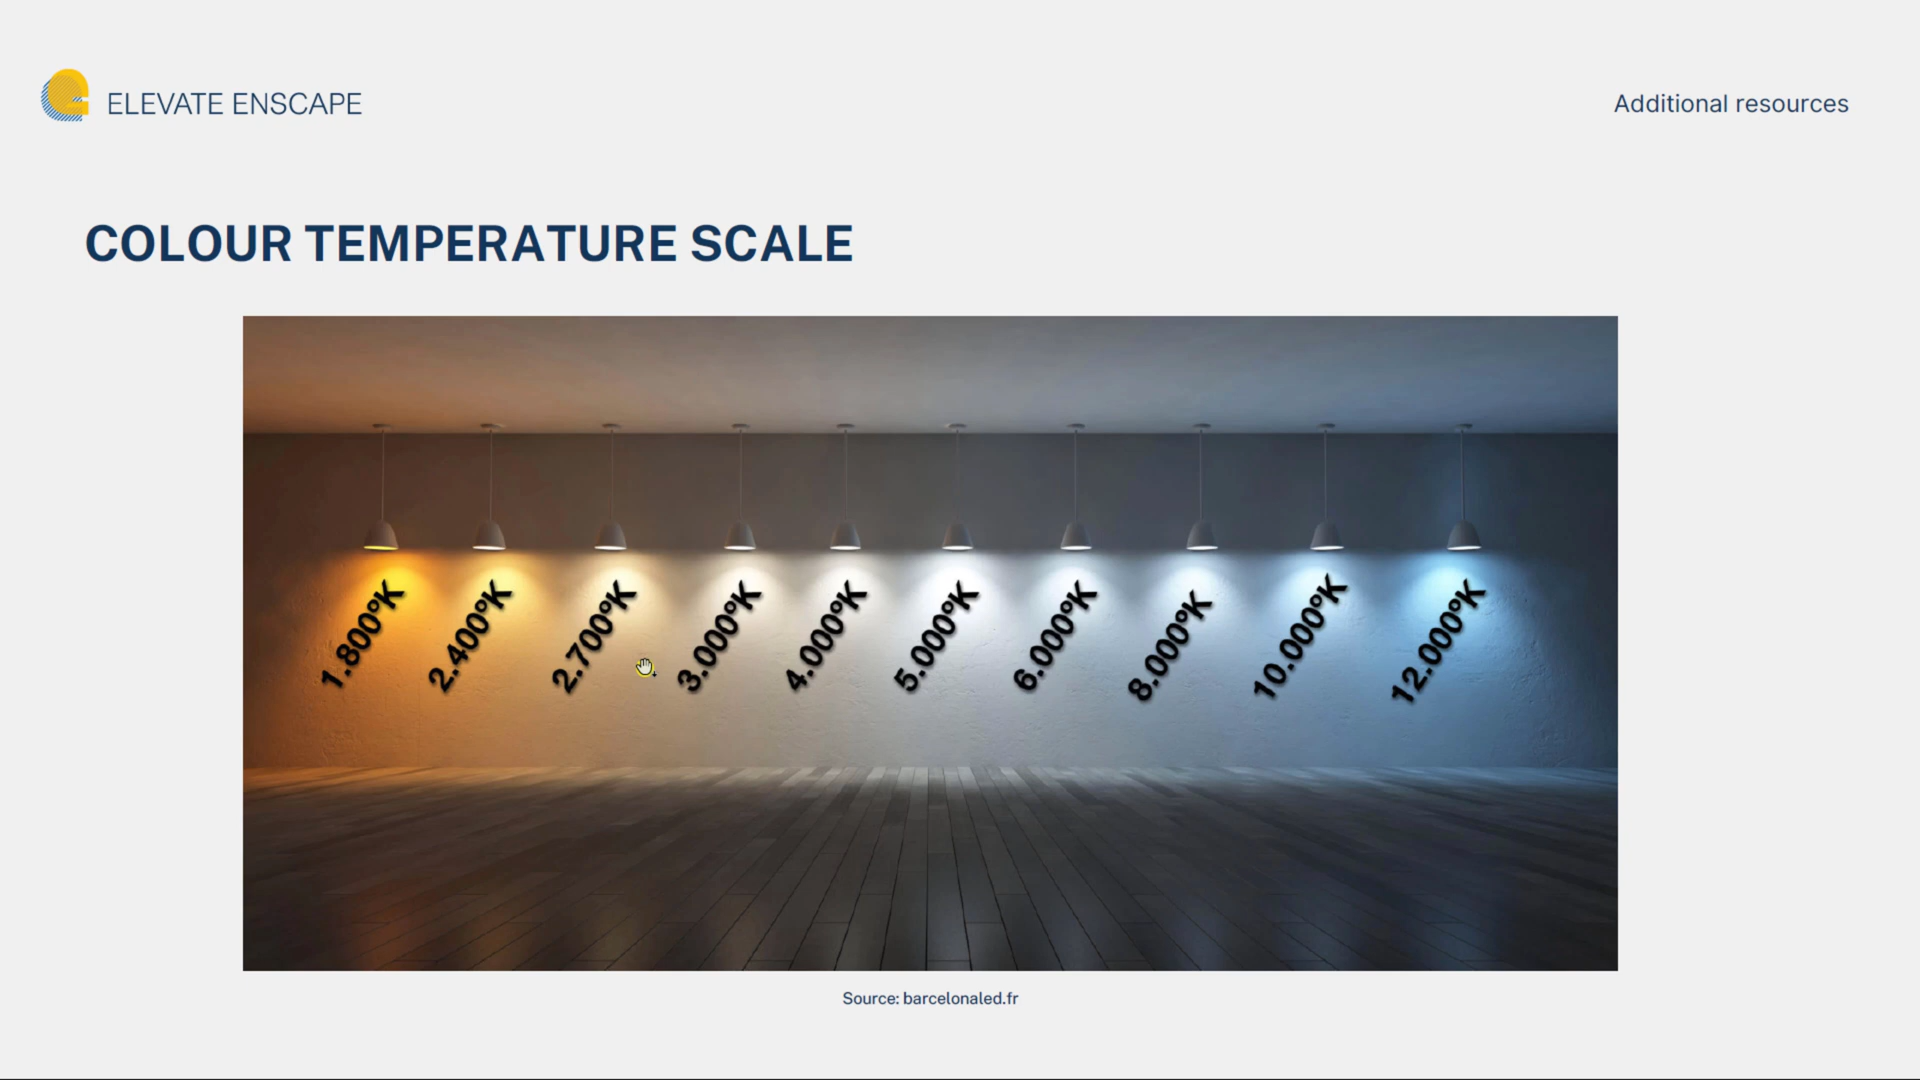 ELEVATE ENSCAPE
Additional resources
COLOUR TEMPERATURE SCALE
1.800ºK
2.400ºK
2.700ºK
3.000ºK
4.000ºK
5.000ºK
6.000ºK
8.000ºK
10.000ºK
12.000ºK
Source: barcelonaled.fr